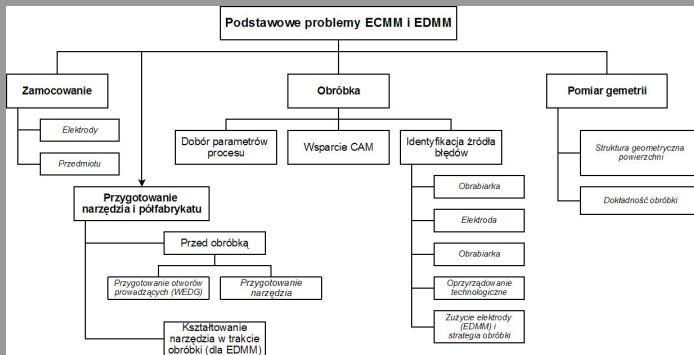 Podstawowe problemy ECMM i EDMM
Zamocowanie
Elektrody
Przedmiotu
Przygotowanie
narzędzia i półfabrykatu
Przed obróbką
Przygotowanie otworów
prowadzących (WEDG)
Przygotowanie
narzędzia
Kształtowanie
narzędzia w trakcie
obróbki (dla EDMM)
Obróbka
Dobór parametrów
procesu
Wsparcie CAM
Identyfikacja źródła
błędów
Obrabiarka
Elektroda
Obrabiarka
Oprzyrządowanie
technologiczne
Zużycie elektrody
(EDMM) i
strategia obróbki
Pomiar gemetrii
Struktura geometryczna
powierzchni
Dokładność obróbki